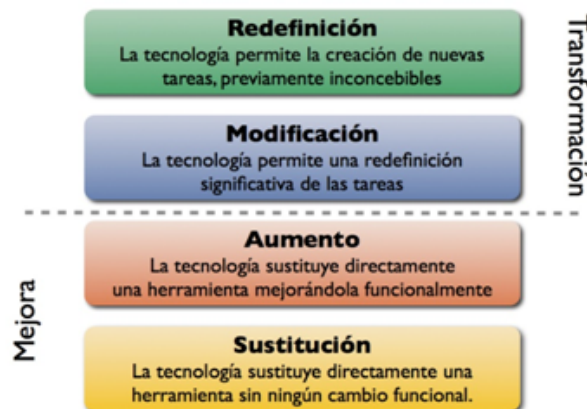 Redefinición
La tecnología permite la creación de nuevas
tareas, previamente inconcebibles
Modificación
La tecnología permite una redefinición
significativa de las tareas
Transformación
Aumento
La tecnología sustituye directamente
una herramienta mejorándola funcionalmente
Sustitución
La tecnología sustituye directamente una
herramienta sin ningún cambio funcional.
Mejora